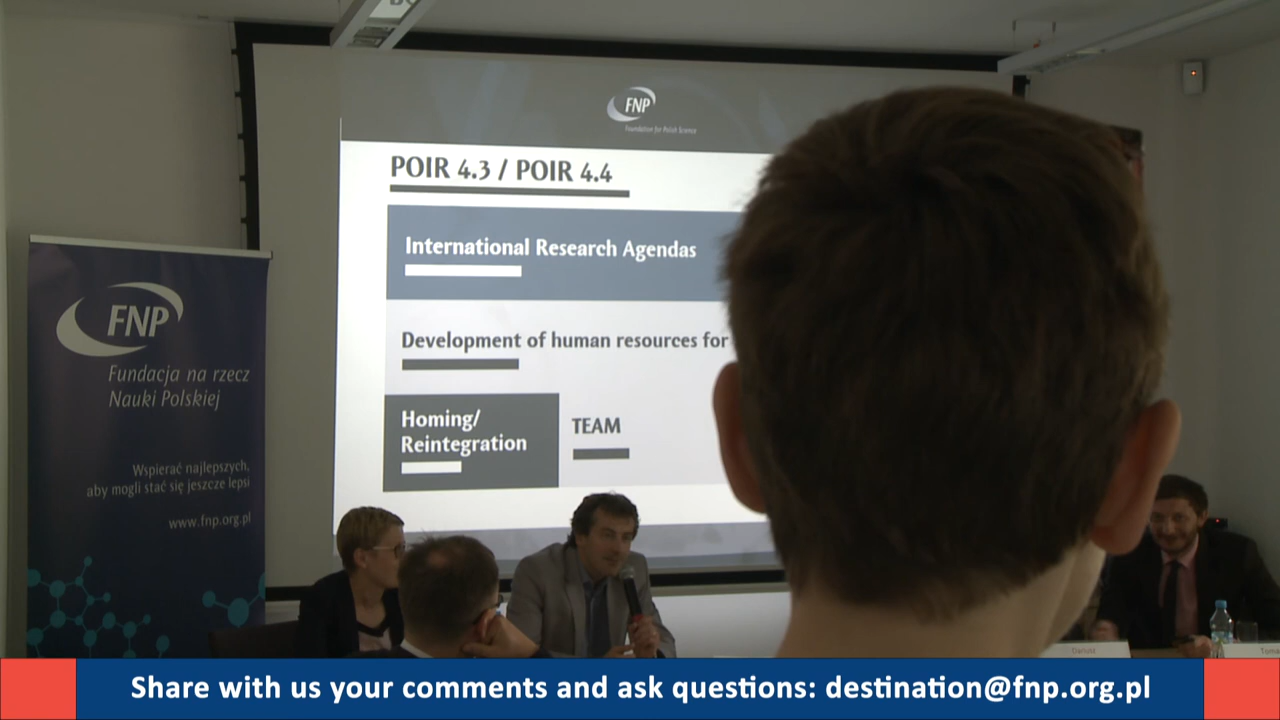 FNP
Foundation for Polish Science
POIR 4.3 / POIR 4.4
International Research Agendas
Development of human resources for
Homing/
Reintegration
TEAM
FNP
Fundacja na rzecz
Nauki Polskiej
Wspierać najlepszych,
aby mogli stać się jeszcze lepsi
www.fnp.org.pl
Dariusz
Share with us your comments and ask questions: destination@fnp.org.pl